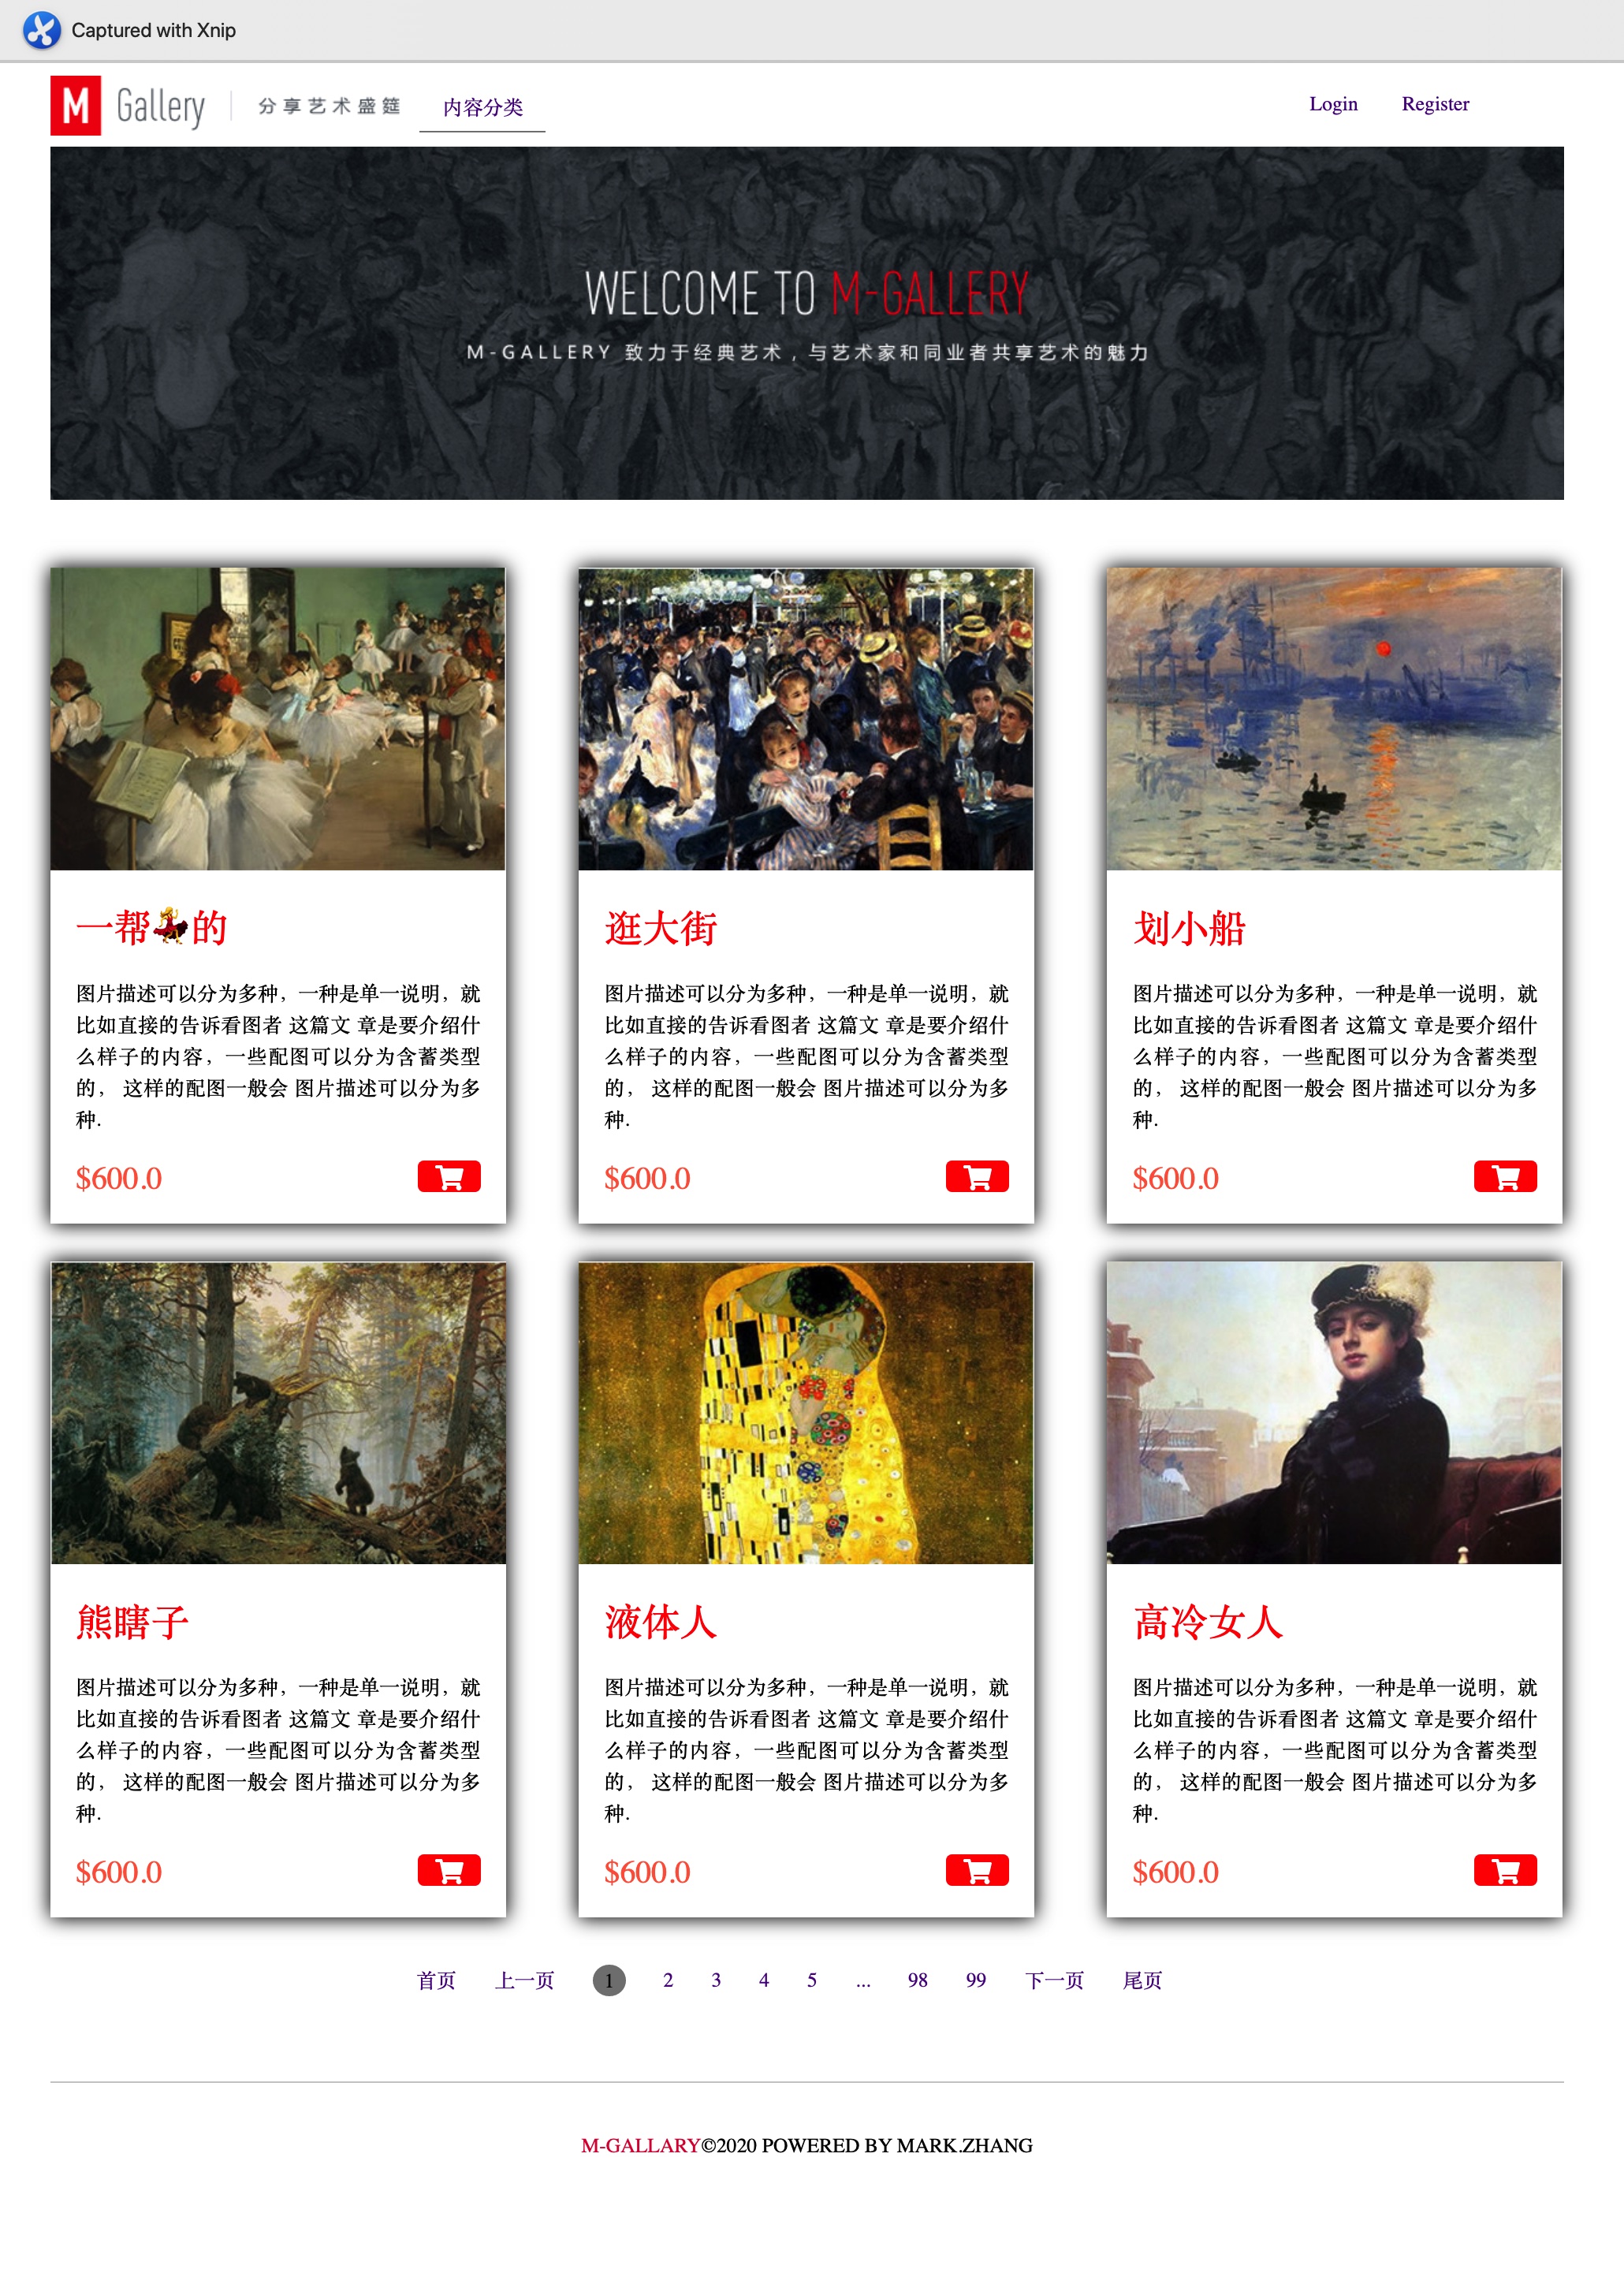 Captured with Xnip
M Gallery 分享艺术盛筵 内容分类 Login Register
WELCOME TO M-GALLERY
M-GALLERY 致力于经典艺术，与艺术家和同业者共享艺术的魅力
一帮💃的
图片描述可以分为多种，一种是单一说明，就
比如直接的告诉看图者 这篇文 章是要介绍什
么样子的内容，一些配图可以分为含蓄类型
的， 这样的配图一般会 图片描述可以分为多
种.
$600.0
逛大街
图片描述可以分为多种，一种是单一说明，就
比如直接的告诉看图者 这篇文 章是要介绍什
么样子的内容，一些配图可以分为含蓄类型
的， 这样的配图一般会 图片描述可以分为多
种.
$600.0
划小船
图片描述可以分为多种，一种是单一说明，就
比如直接的告诉看图者 这篇文 章是要介绍什
么样子的内容，一些配图可以分为含蓄类型
的， 这样的配图一般会 图片描述可以分为多
种.
$600.0
熊瞎子
图片描述可以分为多种，一种是单一说明，就
比如直接的告诉看图者 这篇文 章是要介绍什
么样子的内容，一些配图可以分为含蓄类型
的， 这样的配图一般会 图片描述可以分为多
种.
$600.0
液体人
图片描述可以分为多种，一种是单一说明，就
比如直接的告诉看图者 这篇文 章是要介绍什
么样子的内容，一些配图可以分为含蓄类型
的， 这样的配图一般会 图片描述可以分为多
种.
$600.0
高冷女人
图片描述可以分为多种，一种是单一说明，就
比如直接的告诉看图者 这篇文 章是要介绍什
么样子的内容，一些配图可以分为含蓄类型
的， 这样的配图一般会 图片描述可以分为多
种.
$600.0
首页 上一页 1 2 3 4 5 ... 98 99 下一页 尾页
M-GALLARY©2020 POWERED BY MARK.ZHANG